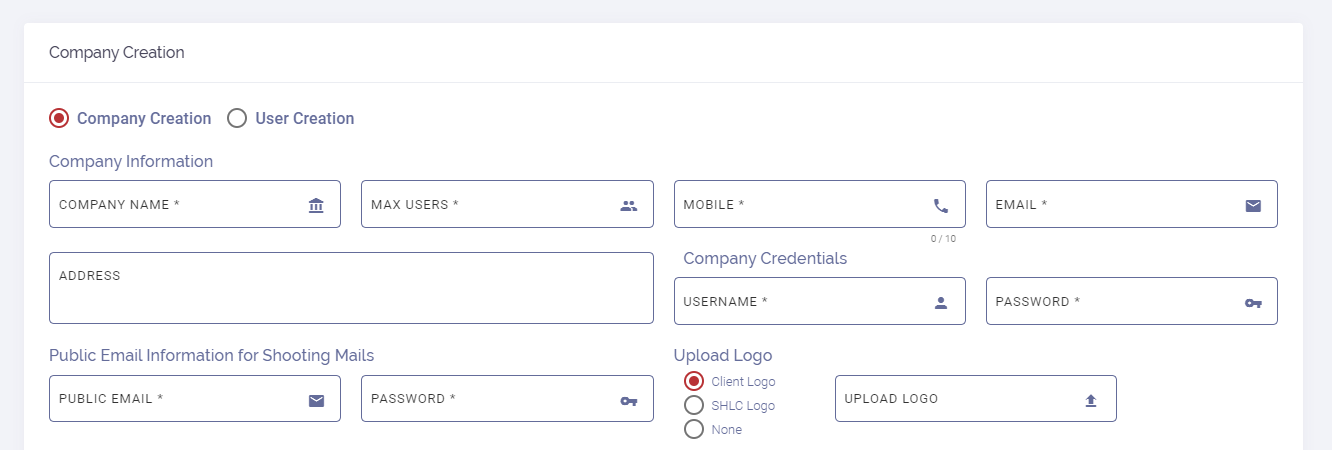 Company Creation
Company Creation User Creation
Company Information
COMPANY NAME * MAX USERS * MOBILE * EMAIL *
0 / 10
ADDRESS
Company Credentials
USERNAME * PASSWORD *
Public Email Information for Shooting Mails
PUBLIC EMAIL * PASSWORD *
Upload Logo
Client Logo
SHLC Logo
None
UPLOAD LOGO